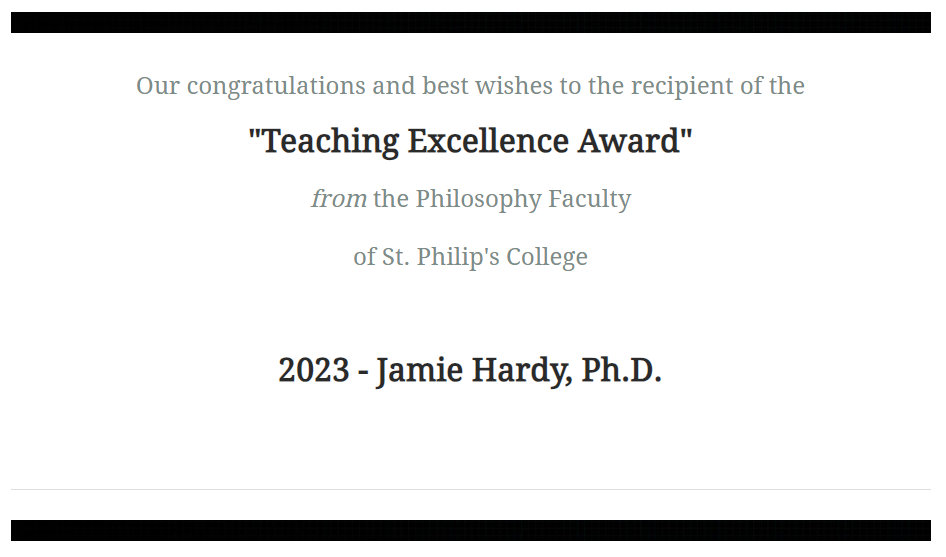 Our congratulations and best wishes to the recipient of the
"Teaching Excellence Award"
from the Philosophy Faculty
of St. Philip's College
2023 - Jamie Hardy, Ph.D.